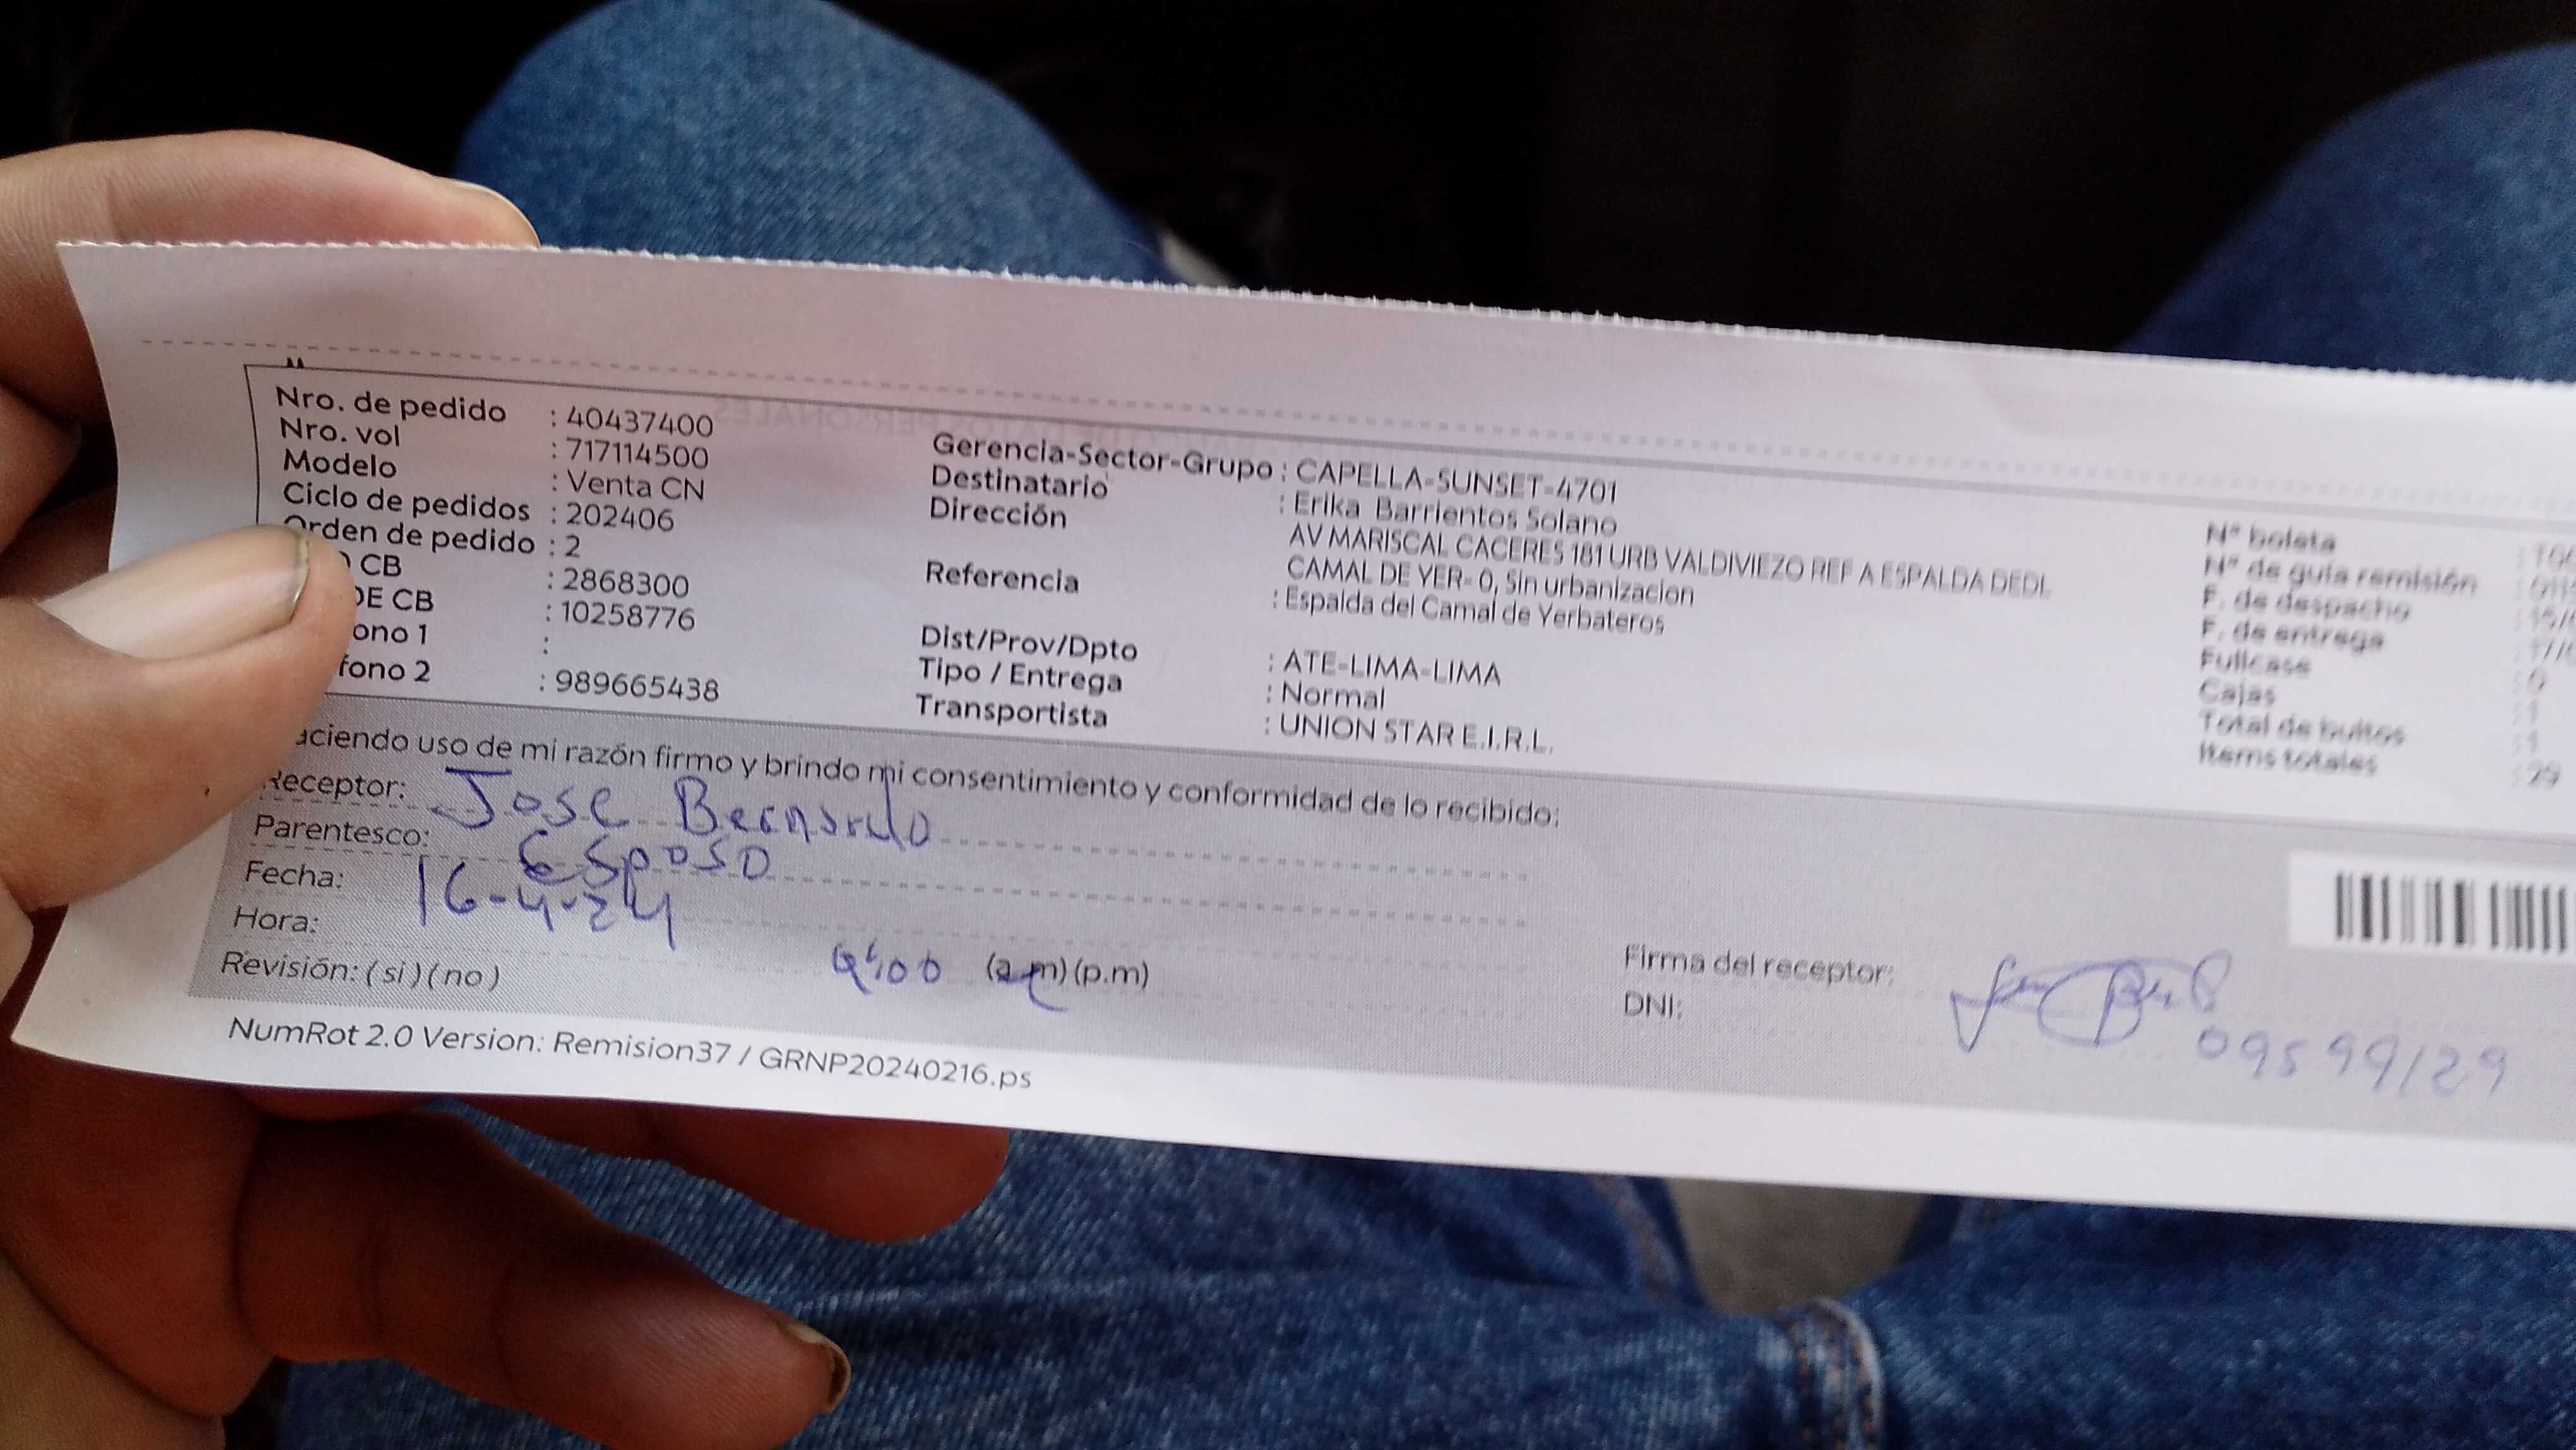 Nro. de pedido : 40437400
Nro. vol : 717114500
Modelo : Venta CN
Ciclo de pedidos : 202406
Orden de pedido : 2
CB : 2868300
DE CB : 10258776
ono 1 :
fono 2 : 989665438
Gerencia-Sector-Grupo : CAPELLA-SUNSET-4701
Destinatario : Erika Barrientos Solano
Dirección AV MARISCAL CACERES 181 URB VALDIVIEZO REF A ESPALDA DEDL
CAMAL DE YER- 0, Sin urbanizacion
Referencia : Espalda del Camal de Yerbateros
Dist/Prov/Dpto : ATE-LIMA-LIMA
Tipo / Entrega : Normal
Transportista : UNION STAR E.I.R.L.
N° boleta
N° de guia remisión
F. de despacho
F. de entrega
Fullcase : 0
Cajas : 1
Total de bultos : 1
Items totales : 29
aciendo uso de mi razón firmo y brindo mi consentimiento y conformidad de lo recibido:
Receptor: Jose Bernardo
Parentesco: Esposo
Fecha: 16-4-24
Hora: (a.m) (p.m)
Revisión: ( si ) ( no )
Firma del receptor:
DNI: 09599129
NumRot 2.0 Version: Remision37 / GRNP20240216.ps